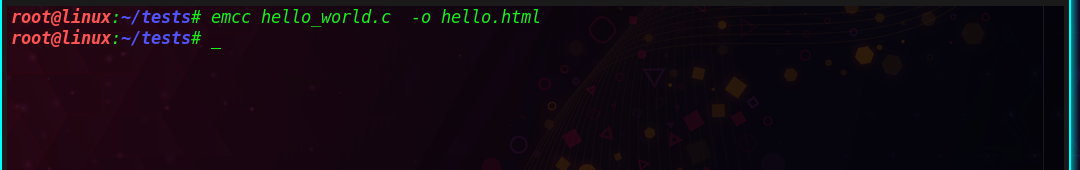 root@linux:~/tests# emcc hello_world.c  -o hello.html
root@linux:~/tests# _